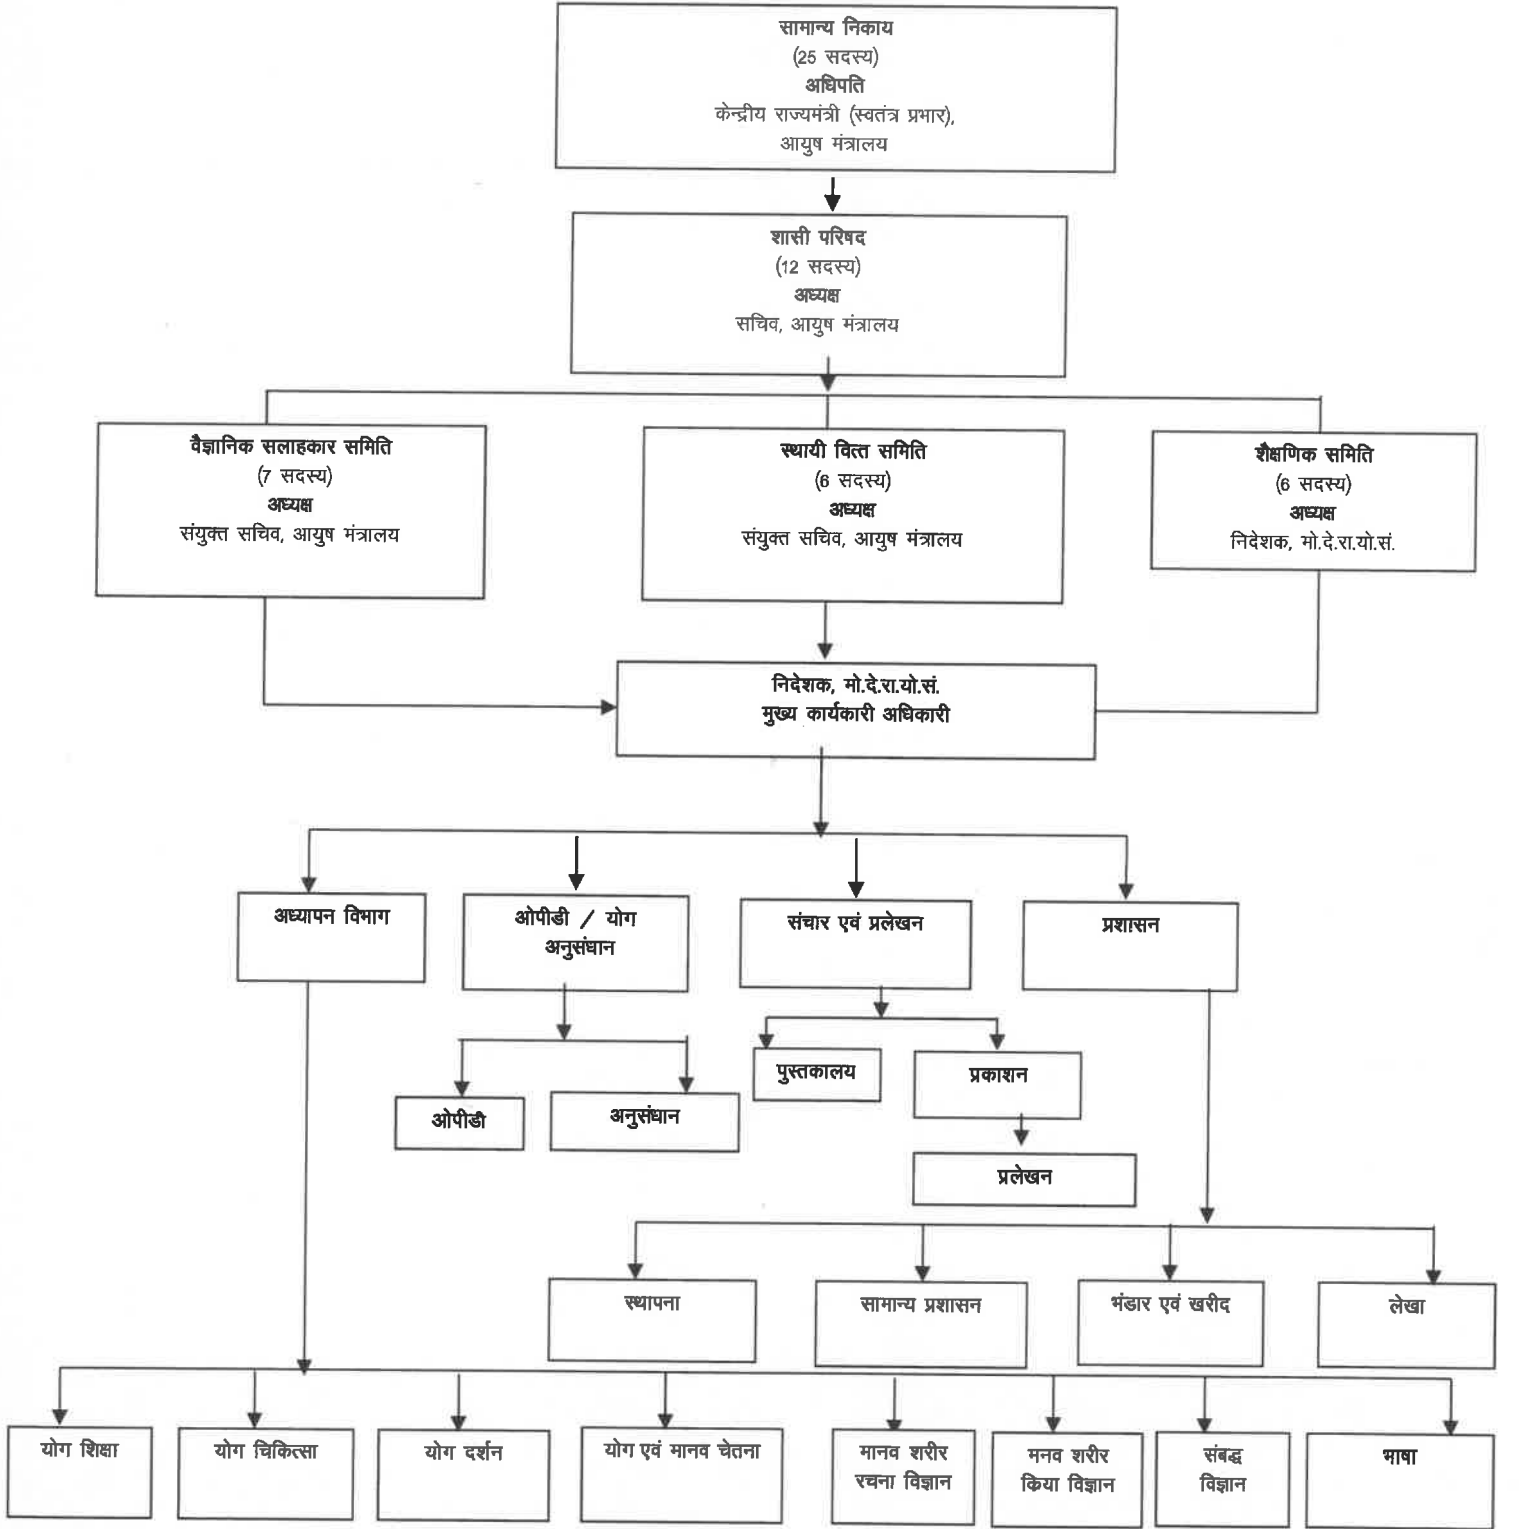 सामान्य निकाय
(25 सदस्य)
अधिपति
केन्द्रीय राज्यमंत्री (स्वतंत्र प्रभार),
आयुष मंत्रालय
शासी परिषद
(12 सदस्य)
अध्यक्ष
सचिव, आयुष मंत्रालय
वैज्ञानिक सलाहकार समिति
(7 सदस्य)
अध्यक्ष
संयुक्त सचिव, आयुष मंत्रालय
स्थायी वित्त समिति
(6 सदस्य)
अध्यक्ष
संयुक्त सचिव, आयुष मंत्रालय
शैक्षणिक समिति
(6 सदस्य)
अध्यक्ष
निदेशक, मो.दे.रा.यो.सं.
निदेशक, मो.दे.रा.यो.सं.
मुख्य कार्यकारी अधिकारी
अध्यापन विभाग
ओपीडी / योग
अनुसंधान
संचार एवं प्रलेखन
प्रशासन
ओपीडी
अनुसंधान
पुस्तकालय
प्रकाशन
प्रलेखन
स्थापना
सामान्य प्रशासन
भंडार एवं खरीद
लेखा
योग शिक्षा
योग चिकित्सा
योग दर्शन
योग एवं मानव चेतना
मानव शरीर
रचना विज्ञान
मनव शरीर
किया विज्ञान
संबद्ध
विज्ञान
भाषा